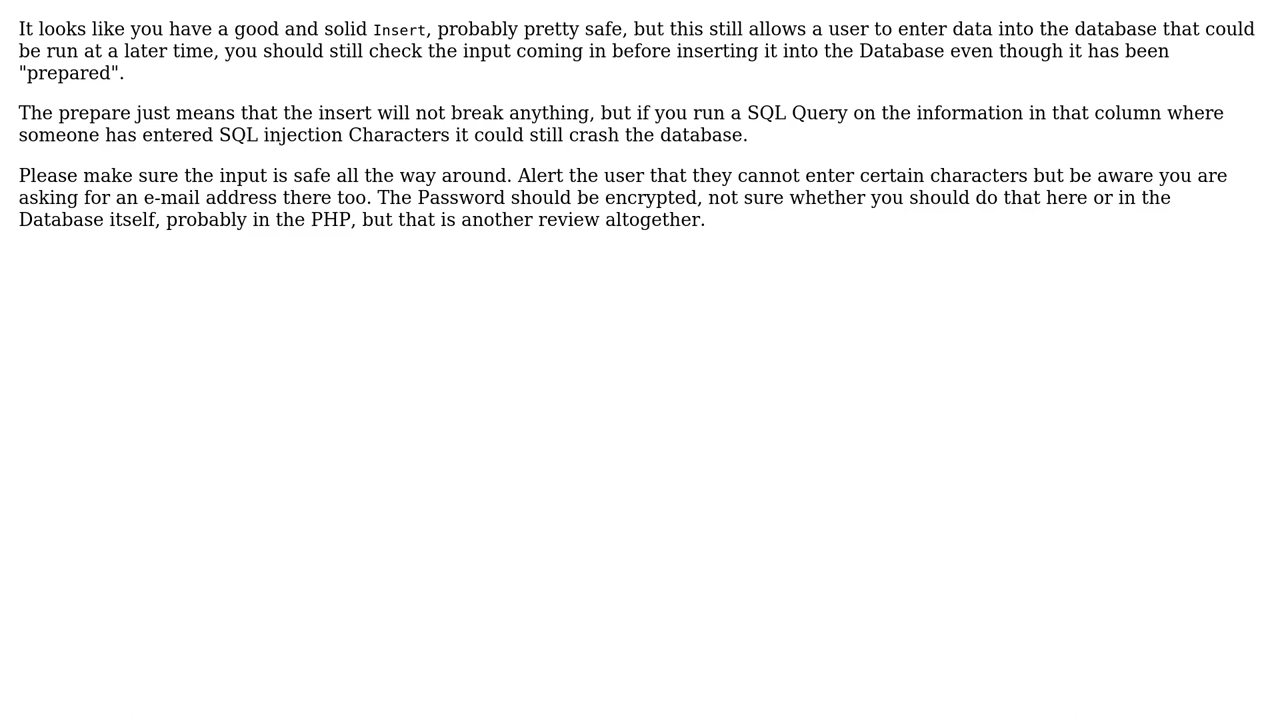 It looks like you have a good and solid Insert, probably pretty safe, but this still allows a user to enter data into the database that could
be run at a later time, you should still check the input coming in before inserting it into the Database even though it has been
"prepared".
The prepare just means that the insert will not break anything, but if you run a SQL Query on the information in that column where
someone has entered SQL injection Characters it could still crash the database.
Please make sure the input is safe all the way around. Alert the user that they cannot enter certain characters but be aware you are
asking for an e-mail address there too. The Password should be encrypted, not sure whether you should do that here or in the
Database itself, probably in the PHP, but that is another review altogether.